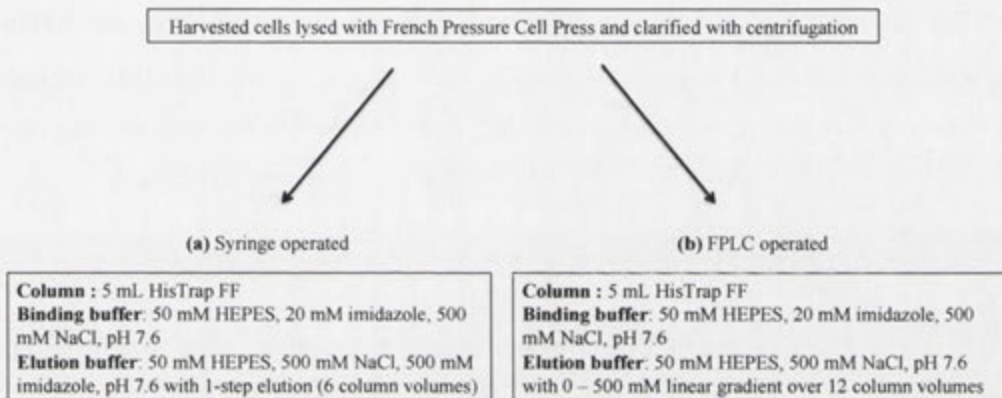 Harvested cells lysed with French Pressure Cell Press and clarified with centrifugation
(a) Syringe operated
(b) FPLC operated
Column : 5 mL HisTrap FF
Binding buffer: 50 mM HEPES, 20 mM imidazole, 500
mM NaCl, pH 7.6
Elution buffer: 50 mM HEPES, 500 mM NaCl, 500 mM
imidazole, pH 7.6 with 1-step elution (6 column volumes)
Column : 5 mL HisTrap FF
Binding buffer: 50 mM HEPES, 20 mM imidazole, 500
mM NaCl, pH 7.6
Elution buffer: 50 mM HEPES, 500 mM NaCl, pH 7.6
with 0 – 500 mM linear gradient over 12 column volumes